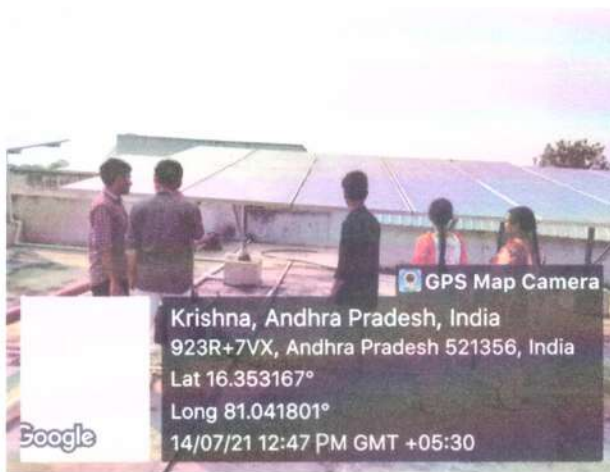 GPS Map Camera
Krishna, Andhra Pradesh, India
923R+7VX, Andhra Pradesh 521356, India
Lat 16.353167°
Long 81.041801°
14/07/21 12:47 PM GMT +05:30
Google